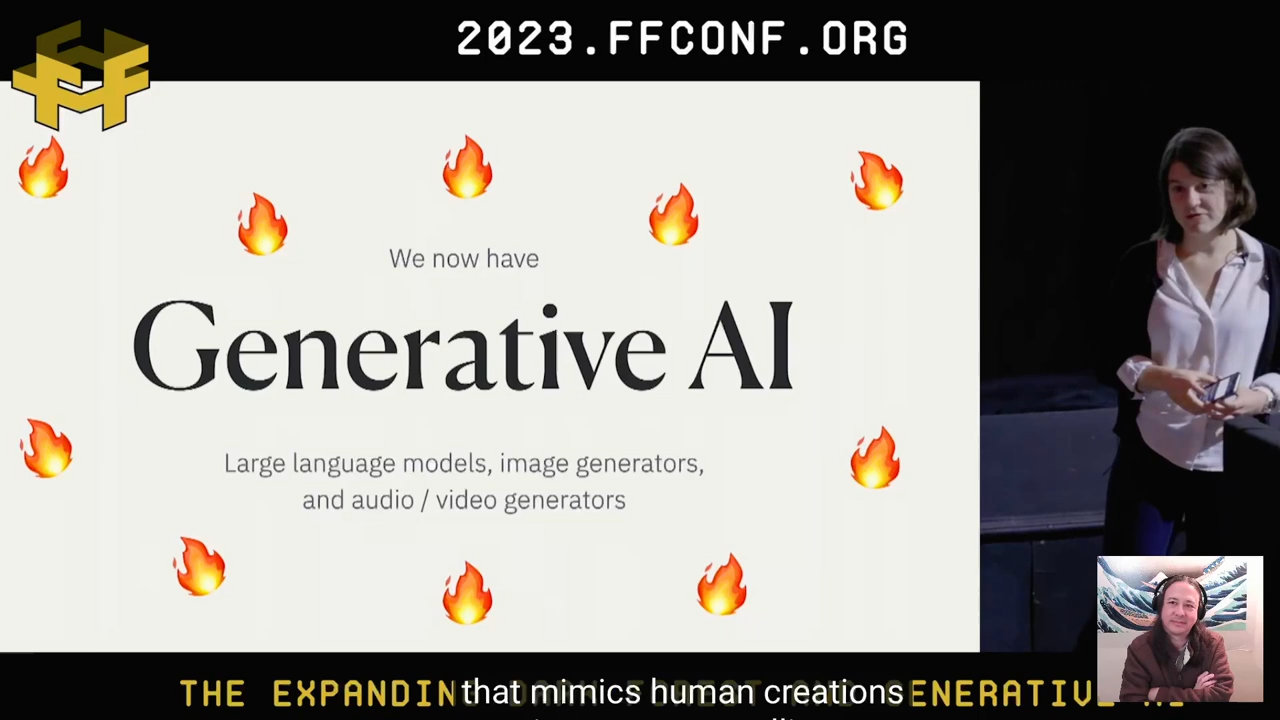 2023.FFCONF.ORG
We now have
Generative AI
Large language models, image generators,
and audio / video generators
THE EXPANDIN
that mimics human creations